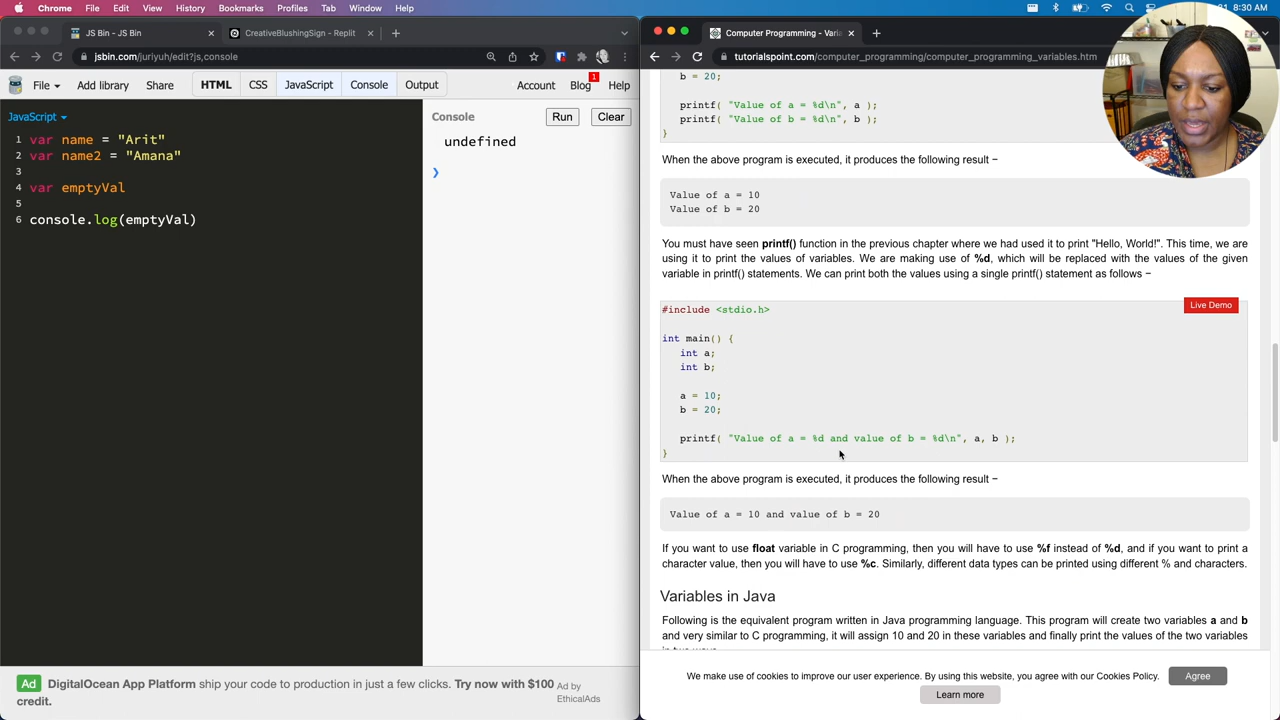 Chrome File Edit View History Bookmarks Profiles Tab Window Help
8:30 AM
JS Bin - JS Bin
CreativeBlushingSign - Replit
jsbin.com/juriyuh/edit?js,console
File Add library Share HTML CSS JavaScript Console Output Account Blog 1 Help
JavaScript
1 var name = "Arit"
2 var name2 = "Amana"
3
4 var emptyVal
5
6 console.log(emptyVal)
Console Run Clear
undefined
Ad DigitalOcean App Platform ship your code to production in just a few clicks. Try now with $100 credit.
Ad by EthicalAds
Computer Programming - Vari
tutorialspoint.com/computer_programming/computer_programming_variables.htm
b = 20;
printf( "Value of a = %d\n", a );
printf( "Value of b = %d\n", b );
}
When the above program is executed, it produces the following result −
Value of a = 10
Value of b = 20
You must have seen printf() function in the previous chapter where we had used it to print "Hello, World!". This time, we are
using it to print the values of variables. We are making use of %d, which will be replaced with the values of the given
variable in printf() statements. We can print both the values using a single printf() statement as follows −
Live Demo
#include <stdio.h>
int main() {
int a;
int b;
a = 10;
b = 20;
printf( "Value of a = %d and value of b = %d\n", a, b );
}
When the above program is executed, it produces the following result −
Value of a = 10 and value of b = 20
If you want to use float variable in C programming, then you will have to use %f instead of %d, and if you want to print a
character value, then you will have to use %c. Similarly, different data types can be printed using different % and characters.
Variables in Java
Following is the equivalent program written in Java programming language. This program will create two variables a and b
and very similar to C programming, it will assign 10 and 20 in these variables and finally print the values of the two variables
We make use of cookies to improve our user experience. By using this website, you agree with our Cookies Policy. Agree
Learn more